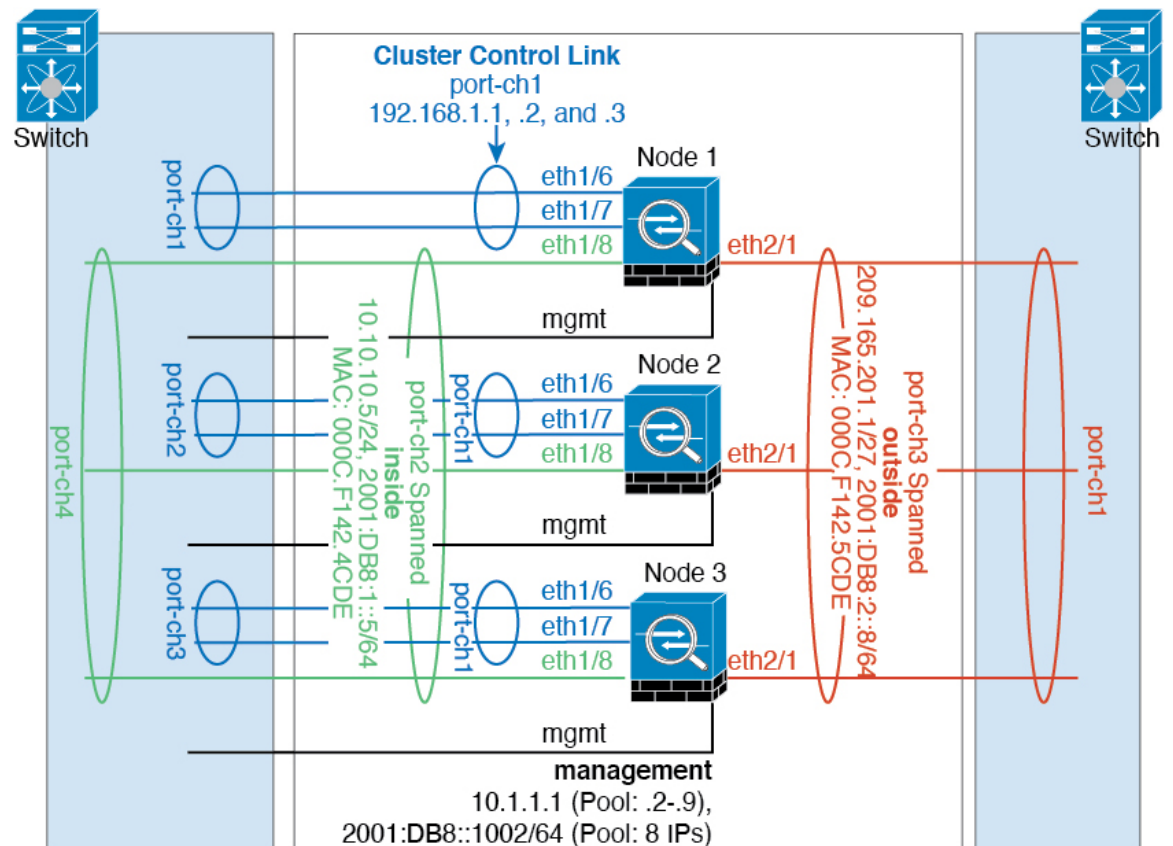 Switch
Switch
Cluster Control Link
port-ch1
192.168.1.1, .2, and .3
Node 1
port-ch1
eth1/6
eth1/7
eth1/8
eth2/1
mgmt
Node 2
port-ch2
port-ch1
eth1/6
eth1/7
eth1/8
eth2/1
mgmt
Node 3
port-ch3
port-ch1
eth1/6
eth1/7
eth1/8
eth2/1
mgmt
port-ch4
port-ch2 Spanned
inside
10.10.10.5/24, 2001:DB8:1::5/64
MAC: 000C.F142.4CDE
port-ch3 Spanned
outside
209.165.201.1/27, 2001:DB8:2::8/64
MAC: 000C.F142.5CDE
port-ch1
management
10.1.1.1 (Pool: .2-.9),
2001:DB8::1002/64 (Pool: 8 IPs)